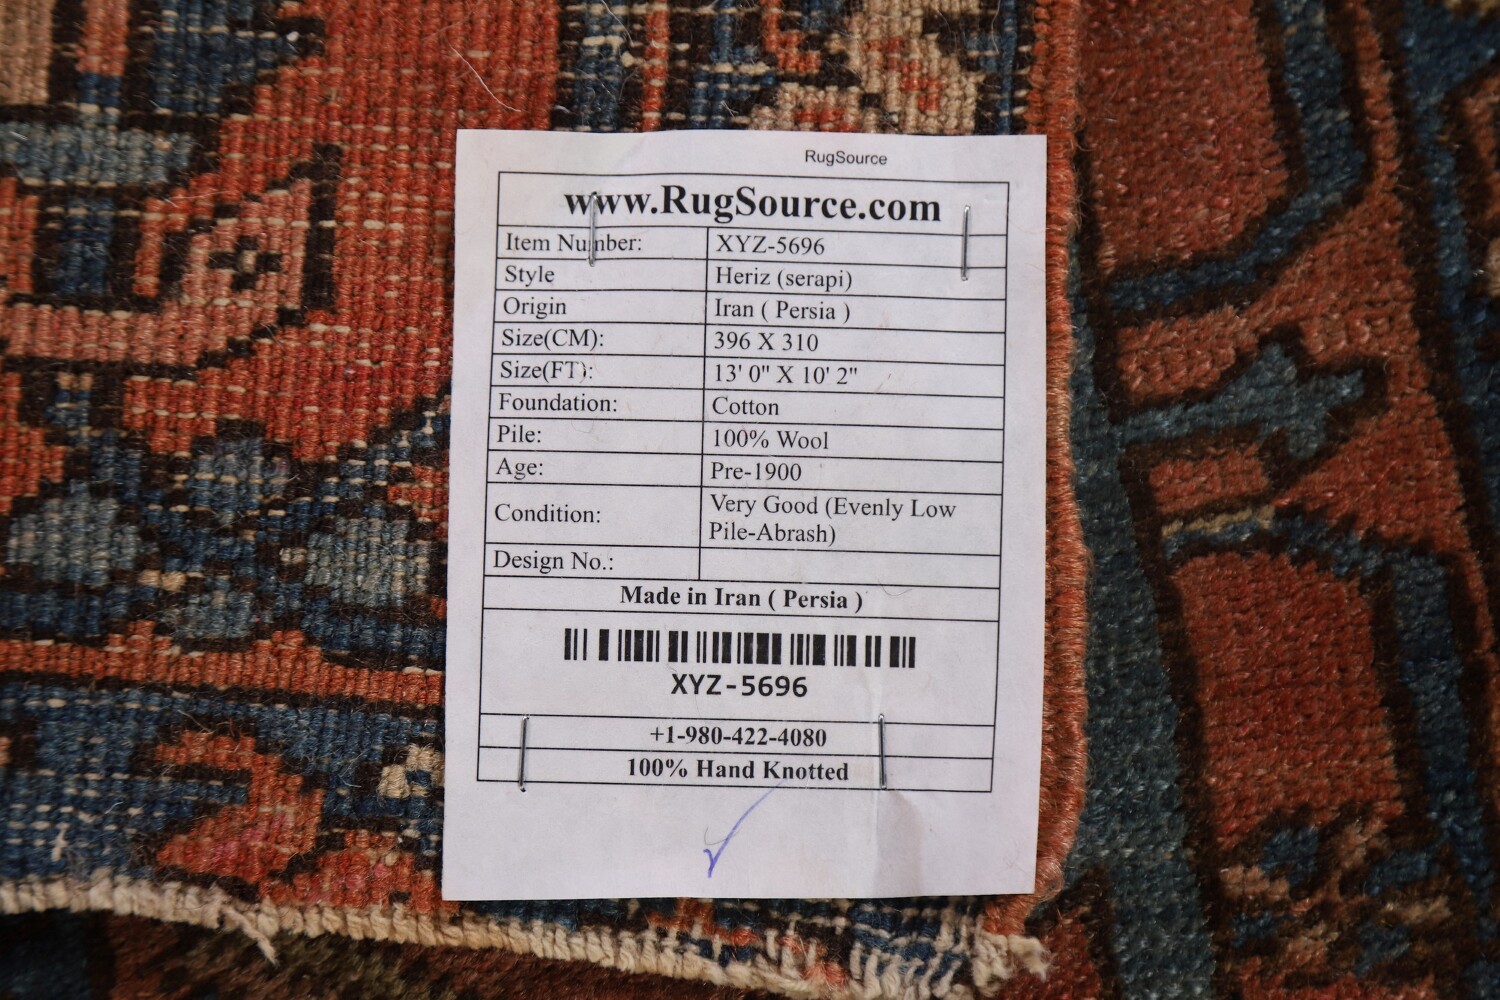 RugSource
www.RugSource.com
Item Number: XYZ-5696
Style Heriz (serapi)
Origin Iran ( Persia )
Size(CM): 396 X 310
Size(FT): 13' 0" X 10' 2"
Foundation: Cotton
Pile: 100% Wool
Age: Pre-1900
Condition: Very Good (Evenly Low
Pile-Abrash)
Design No.:
Made in Iran ( Persia )
XYZ-5696
+1-980-422-4080
100% Hand Knotted